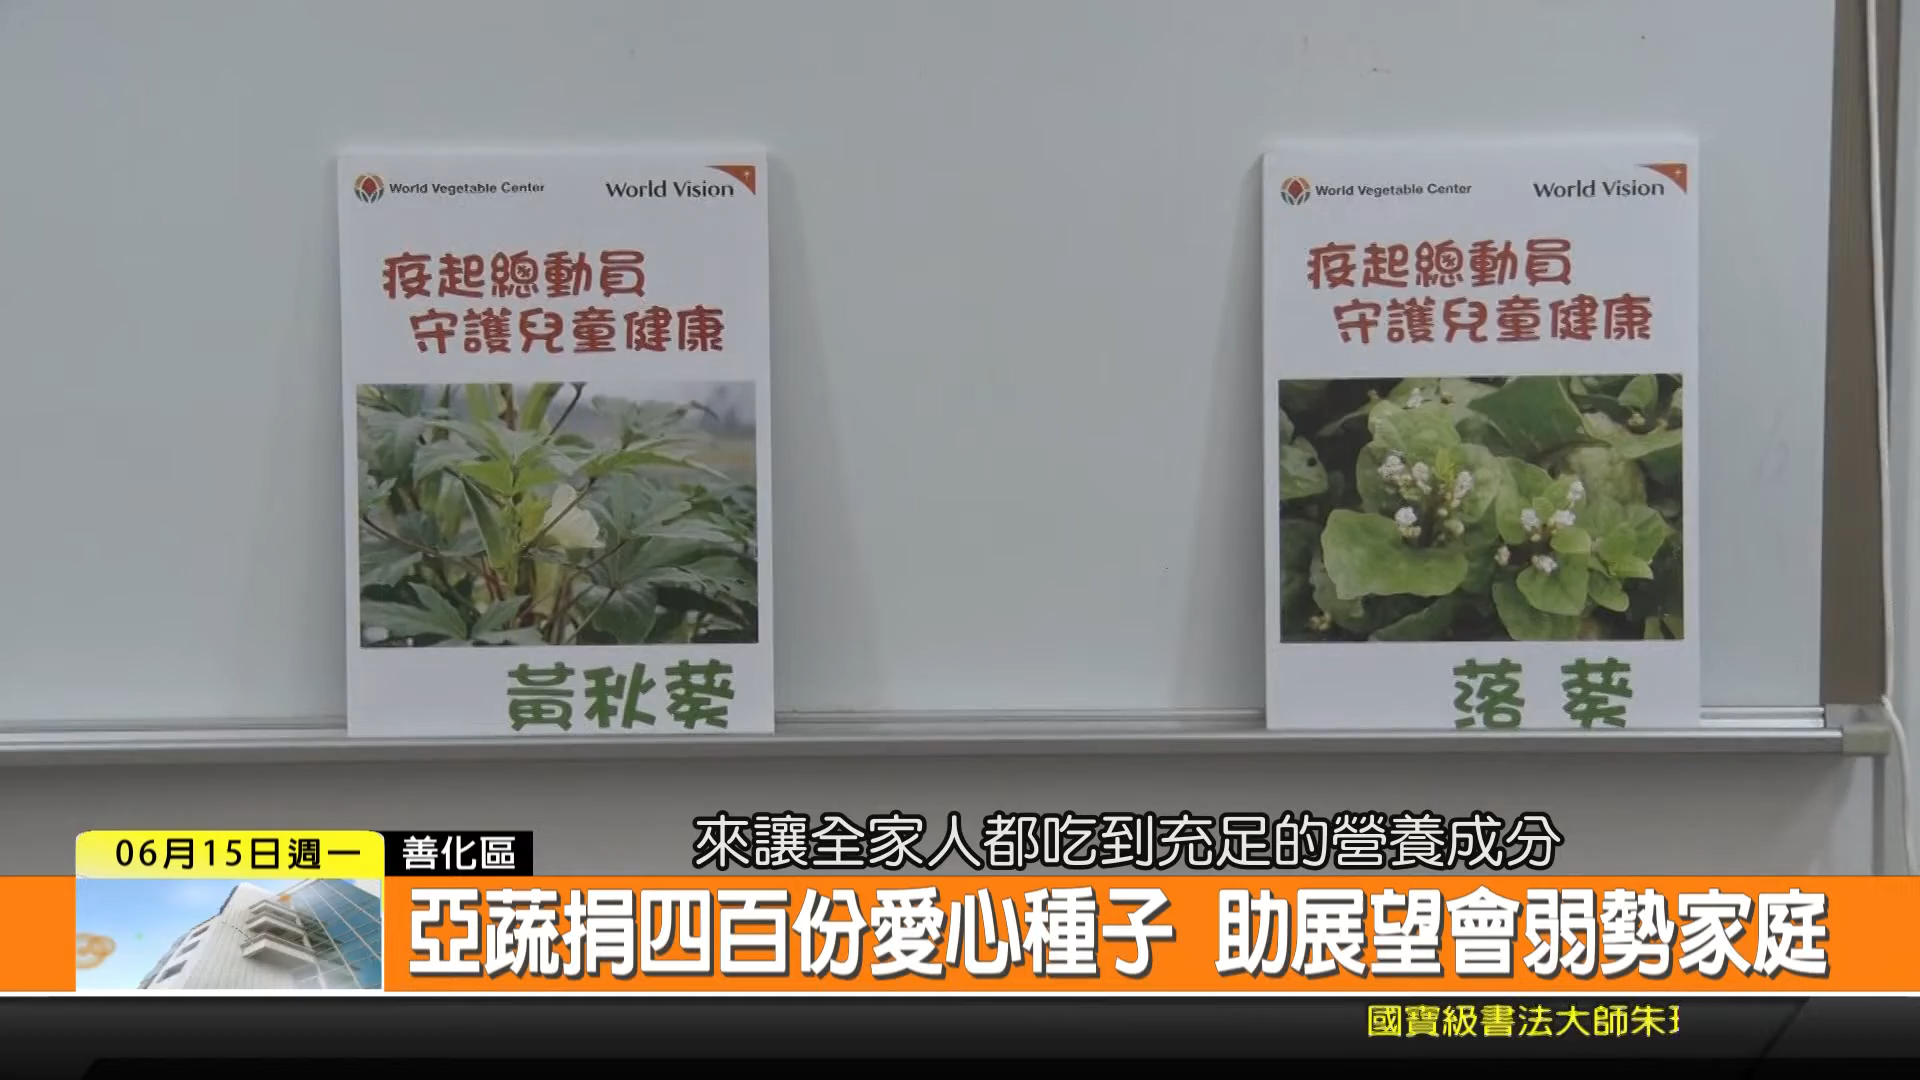 World Vegetable Center
World Vision
疫起總動員
守護兒童健康
黃秋葵
World Vegetable Center
World Vision
疫起總動員
守護兒童健康
落 葵
來讓全家人都吃到充足的營養成分
06月15日週一
善化區
亞蔬捐四百份愛心種子 助展望會弱勢家庭
國寶級書法大師朱